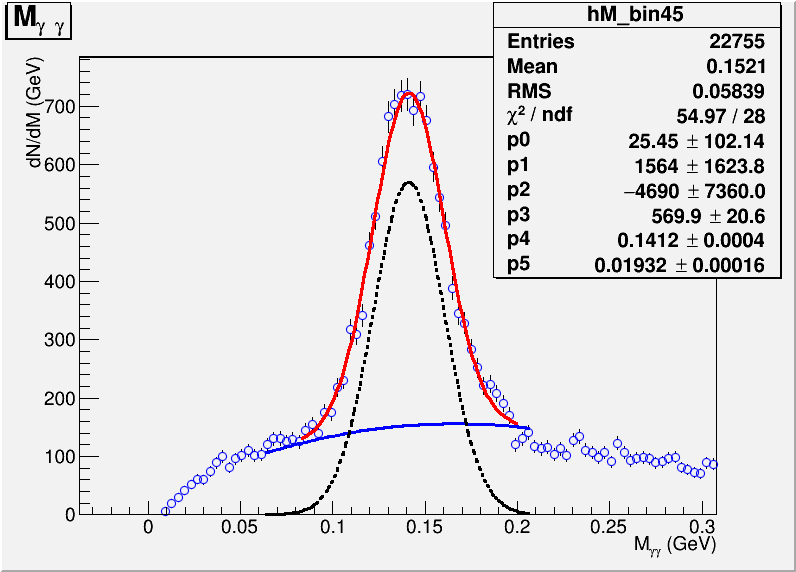 M γ γ
hM_bin45
Entries 22755
Mean 0.1521
RMS 0.05839
χ² / ndf 54.97 / 28
p0 25.45 ± 102.14
p1 1564 ± 1623.8
p2 −4690 ± 7360.0
p3 569.9 ± 20.6
p4 0.1412 ± 0.0004
p5 0.01932 ± 0.00016
dN/dM (GeV)
700
600
500
400
300
200
100
0
0 0.05 0.1 0.15 0.2 0.25 0.3
Mγγ (GeV)